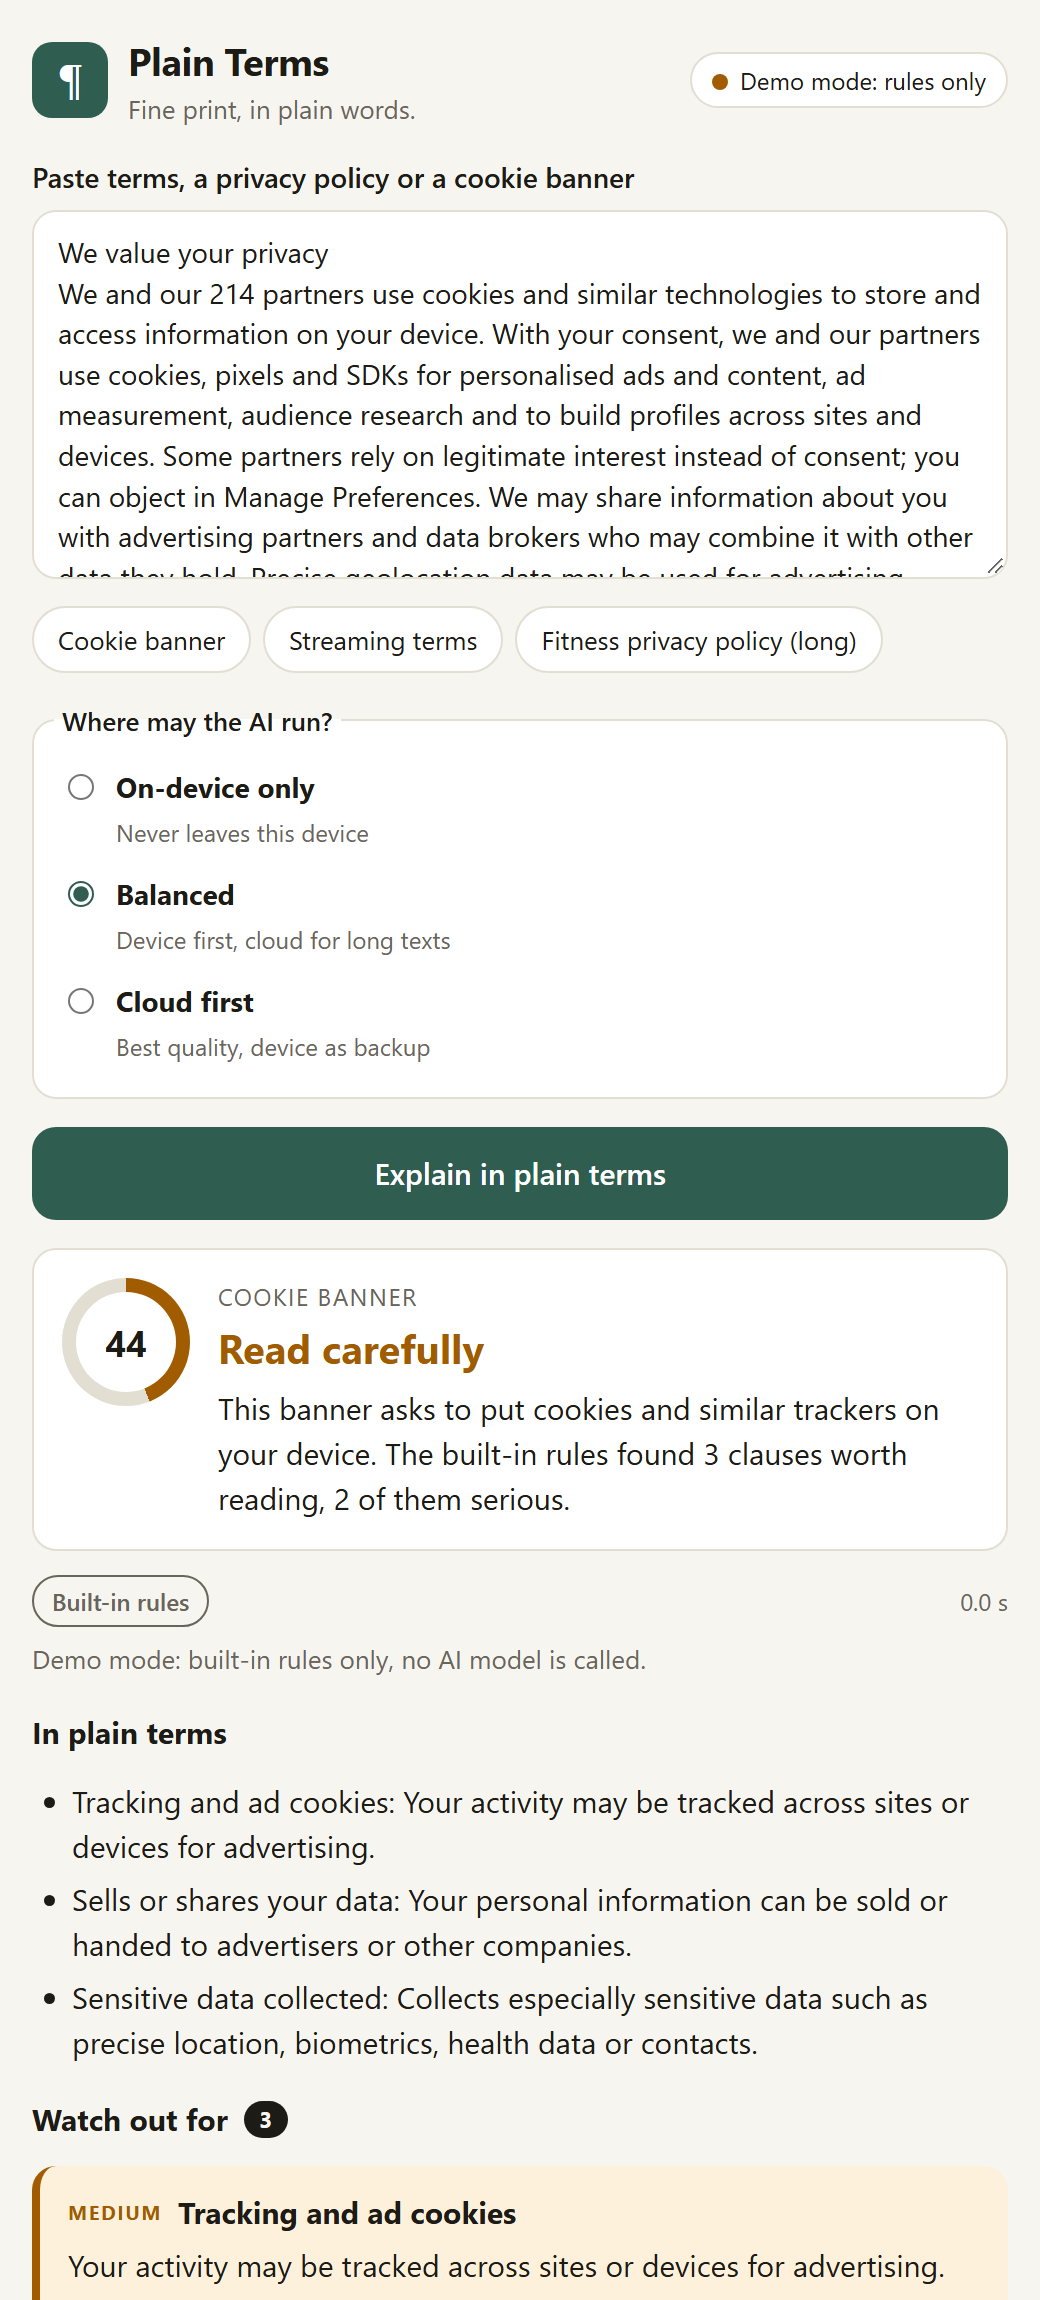 ¶
Plain Terms
Fine print, in plain words.
Demo mode: rules only
Paste terms, a privacy policy or a cookie banner
We value your privacy
We and our 214 partners use cookies and similar technologies to store and
access information on your device. With your consent, we and our partners
use cookies, pixels and SDKs for personalised ads and content, ad
measurement, audience research and to build profiles across sites and
devices. Some partners rely on legitimate interest instead of consent; you
can object in Manage Preferences. We may share information about you
with advertising partners and data brokers who may combine it with other
data they hold. Precise geolocation data may be used for advertising.
Cookie banner
Streaming terms
Fitness privacy policy (long)
Where may the AI run?
On-device only
Never leaves this device
Balanced
Device first, cloud for long texts
Cloud first
Best quality, device as backup
Explain in plain terms
44
COOKIE BANNER
Read carefully
This banner asks to put cookies and similar trackers on
your device. The built-in rules found 3 clauses worth
reading, 2 of them serious.
Built-in rules
0.0 s
Demo mode: built-in rules only, no AI model is called.
In plain terms
Tracking and ad cookies: Your activity may be tracked across sites or
devices for advertising.
Sells or shares your data: Your personal information can be sold or
handed to advertisers or other companies.
Sensitive data collected: Collects especially sensitive data such as
precise location, biometrics, health data or contacts.
Watch out for 3
MEDIUM Tracking and ad cookies
Your activity may be tracked across sites or devices for advertising.